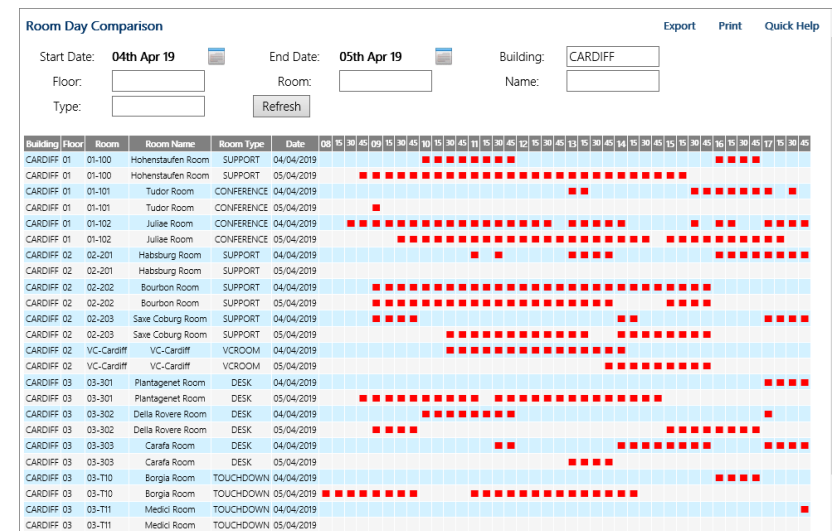 Room Day Comparison Export Print Quick Help
Start Date: 04th Apr 19 End Date: 05th Apr 19 Building: CARDIFF
Floor: Room: Name:
Type: Refresh
Building Floor Room Room Name Room Type Date 08 15 30 45 09 15 30 45 10 15 30 45 11 15 30 45 12 15 30 45 13 15 30 45 14 15 30 45 15 15 30 45 16 15 30 45 17 15 30 45
CARDIFF 01 01-100 Hohenstaufen Room SUPPORT 04/04/2019
CARDIFF 01 01-100 Hohenstaufen Room SUPPORT 05/04/2019
CARDIFF 01 01-101 Tudor Room CONFERENCE 04/04/2019
CARDIFF 01 01-101 Tudor Room CONFERENCE 05/04/2019
CARDIFF 01 01-102 Juliae Room CONFERENCE 04/04/2019
CARDIFF 01 01-102 Juliae Room CONFERENCE 05/04/2019
CARDIFF 02 02-201 Habsburg Room SUPPORT 04/04/2019
CARDIFF 02 02-201 Habsburg Room SUPPORT 05/04/2019
CARDIFF 02 02-202 Bourbon Room SUPPORT 04/04/2019
CARDIFF 02 02-202 Bourbon Room SUPPORT 05/04/2019
CARDIFF 02 02-203 Saxe Coburg Room SUPPORT 04/04/2019
CARDIFF 02 02-203 Saxe Coburg Room SUPPORT 05/04/2019
CARDIFF 02 VC-Cardiff VC-Cardiff VCROOM 04/04/2019
CARDIFF 02 VC-Cardiff VC-Cardiff VCROOM 05/04/2019
CARDIFF 03 03-301 Plantagenet Room DESK 04/04/2019
CARDIFF 03 03-301 Plantagenet Room DESK 05/04/2019
CARDIFF 03 03-302 Della Rovere Room DESK 04/04/2019
CARDIFF 03 03-302 Della Rovere Room DESK 05/04/2019
CARDIFF 03 03-303 Carafa Room DESK 04/04/2019
CARDIFF 03 03-303 Carafa Room DESK 05/04/2019
CARDIFF 03 03-T10 Borgia Room TOUCHDOWN 04/04/2019
CARDIFF 03 03-T10 Borgia Room TOUCHDOWN 05/04/2019
CARDIFF 03 03-T11 Medici Room TOUCHDOWN 04/04/2019
CARDIFF 03 03-T11 Medici Room TOUCHDOWN 05/04/2019